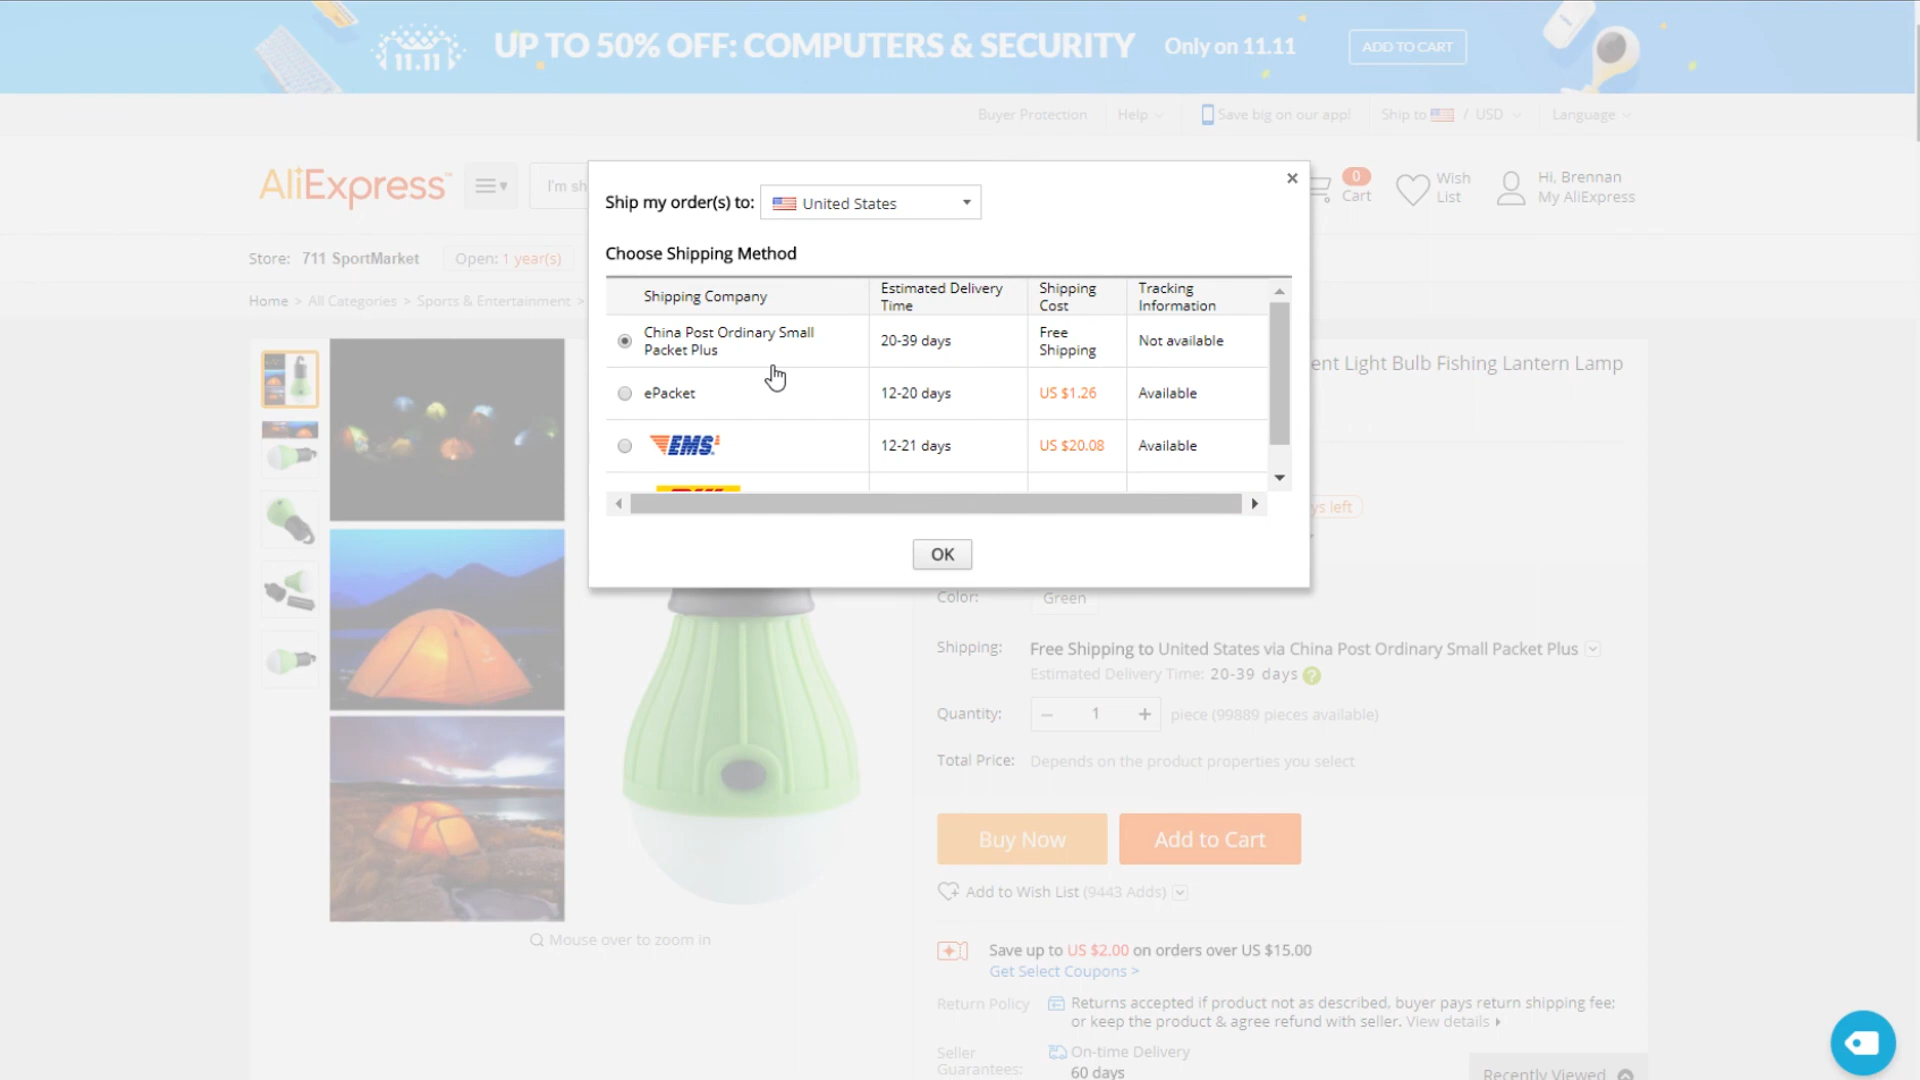 11.11
UP TO 50% OFF: COMPUTERS & SECURITY
Only on 11.11
ADD TO CART
Buyer Protection
Help
Save big on our app!
Ship to / USD
Language
AliExpress™
I'm sh
0
Cart
Wish
List
Hi, Brennan
My AliExpress
Store: 711 SportMarket
Open: 1 year(s)
Home > All Categories > Sports & Entertainment >
Ship my order(s) to: United States
×
Choose Shipping Method
Shipping Company
Estimated Delivery
Time
Shipping
Cost
Tracking
Information
China Post Ordinary Small
Packet Plus
20-39 days
Free
Shipping
Not available
ePacket
12-20 days
US $1.26
Available
EMS
12-21 days
US $20.08
Available
OK
ent Light Bulb Fishing Lantern Lamp
ys left
Color: Green
Shipping: Free Shipping to United States via China Post Ordinary Small Packet Plus
Estimated Delivery Time: 20-39 days ?
Quantity: − 1 + piece (99889 pieces available)
Total Price: Depends on the product properties you select
Buy Now
Add to Cart
Add to Wish List (9443 Adds)
Mouse over to zoom in
Save up to US $2.00 on orders over US $15.00
Get Select Coupons >
Return Policy
Returns accepted if product not as described, buyer pays return shipping fee;
or keep the product & agree refund with seller. View details
Seller
Guarantees:
On-time Delivery
60 days
Recently Viewed